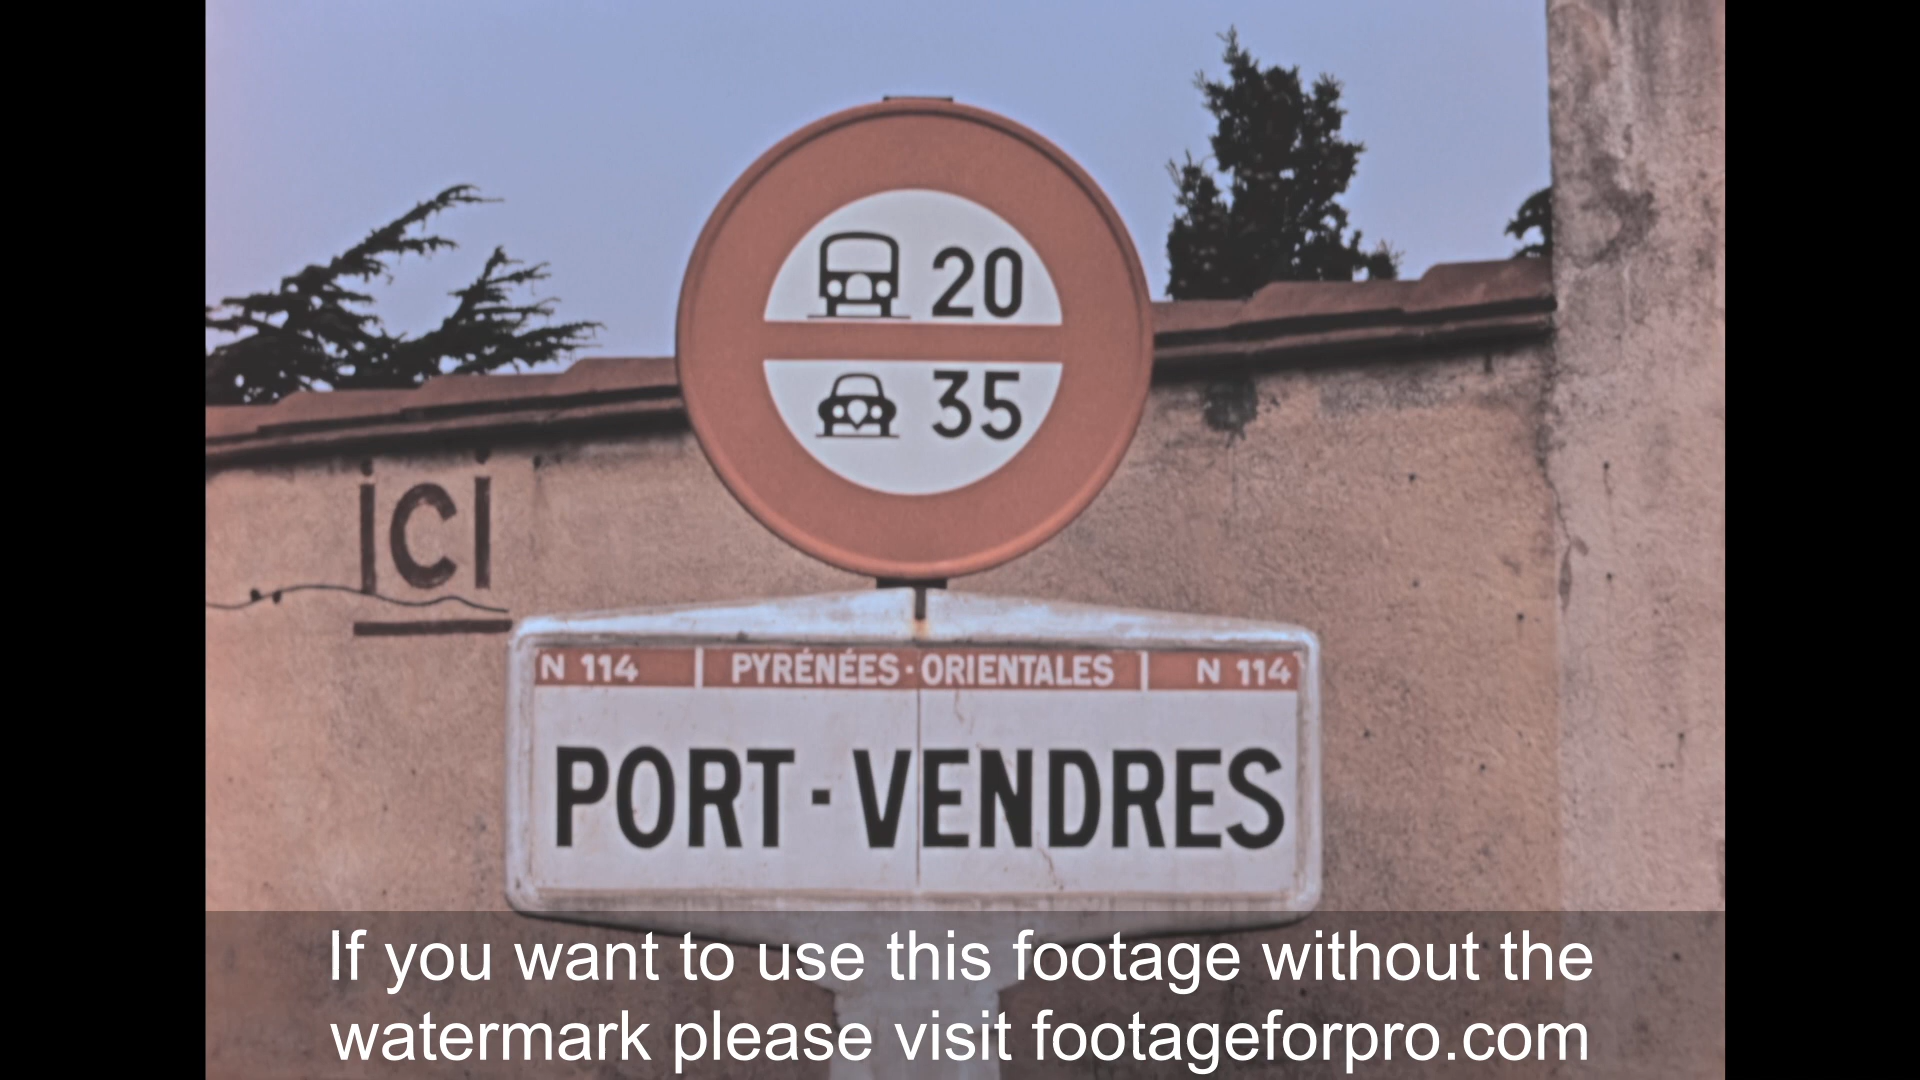 20
35
ICI
N 114 | PYRÉNÉES·ORIENTALES | N 114
PORT-VENDRES
If you want to use this footage without the
watermark please visit footageforpro.com